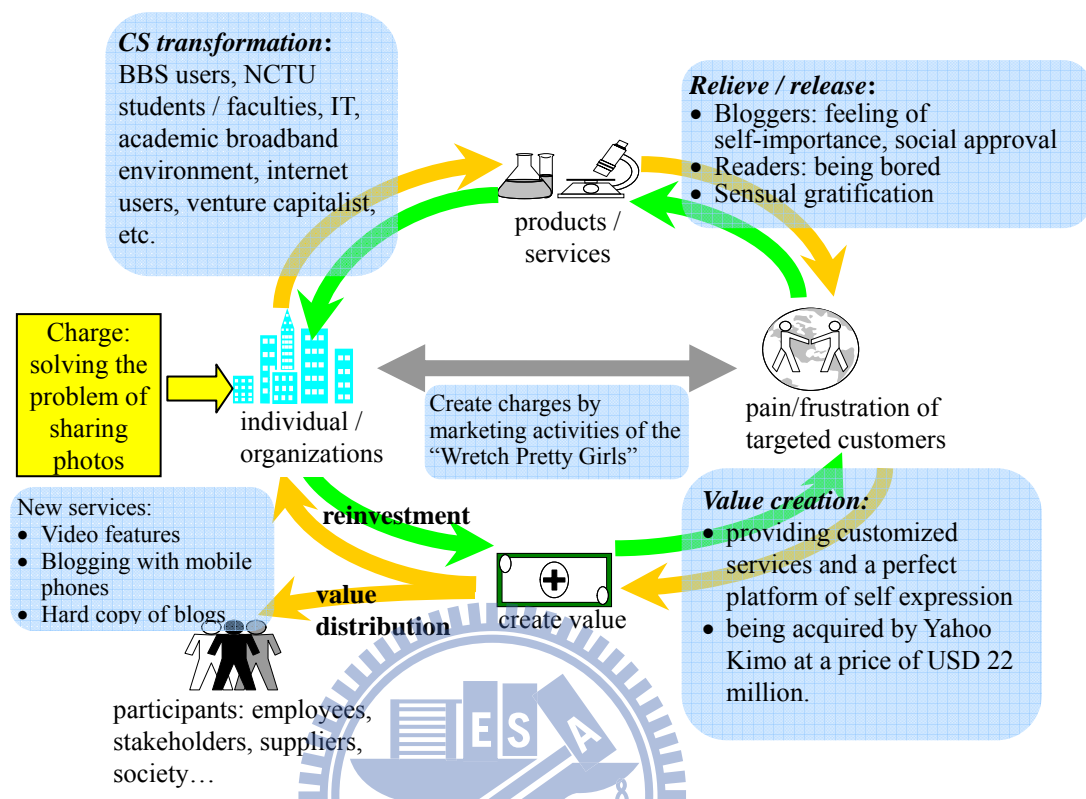 CS transformation:
BBS users, NCTU
students / faculties, IT,
academic broadband
environment, internet
users, venture capitalist,
etc.
Relieve / release:
• Bloggers: feeling of
self-importance, social approval
• Readers: being bored
• Sensual gratification
products /
services
Charge:
solving the
problem of
sharing
photos
individual /
organizations
Create charges by
marketing activities of the
“Wretch Pretty Girls”
pain/frustration of
targeted customers
New services:
• Video features
• Blogging with mobile
phones
• Hard copy of blogs
reinvestment
value
distribution
create value
Value creation:
• providing customized
services and a perfect
platform of self expression
• being acquired by Yahoo
Kimo at a price of USD 22
million.
participants: employees,
stakeholders, suppliers,
society…
E S A